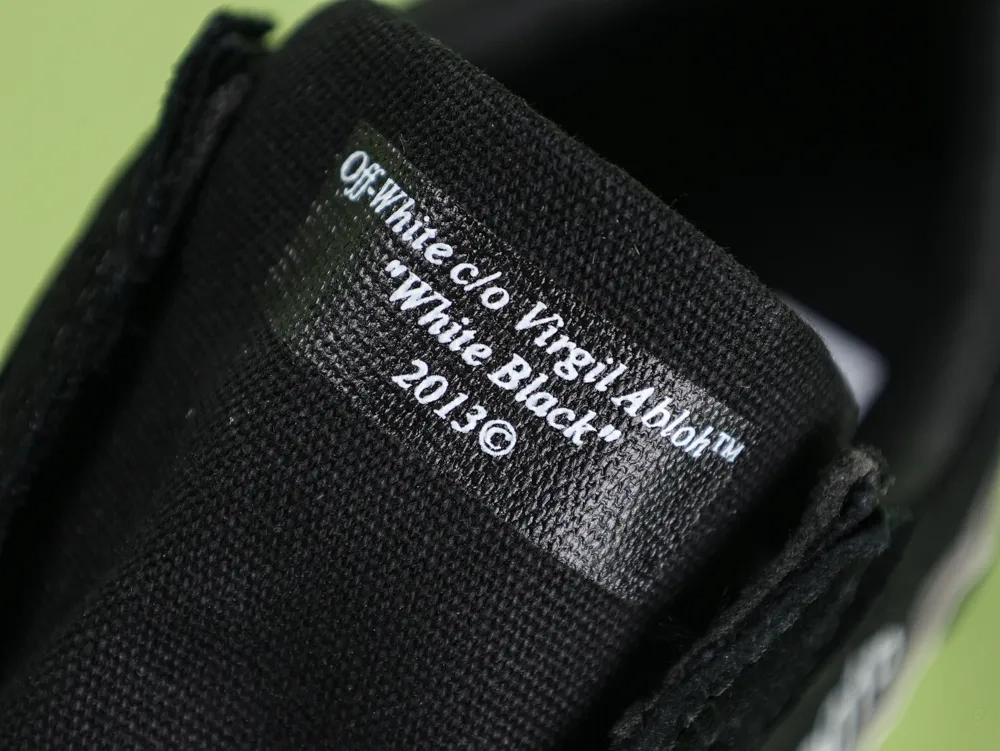 Off-White c/o Virgil Abloh™
"White Black"
2013©